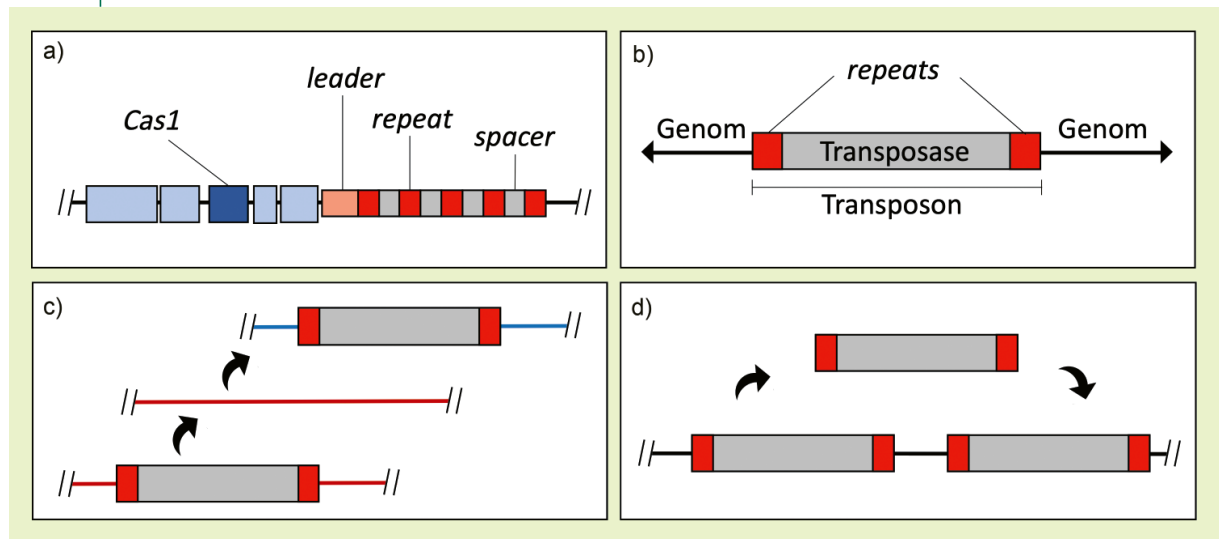 a)
leader
Cas1
repeat
spacer
b)
repeats
Genom
Genom
Transposase
Transposon
c)
d)